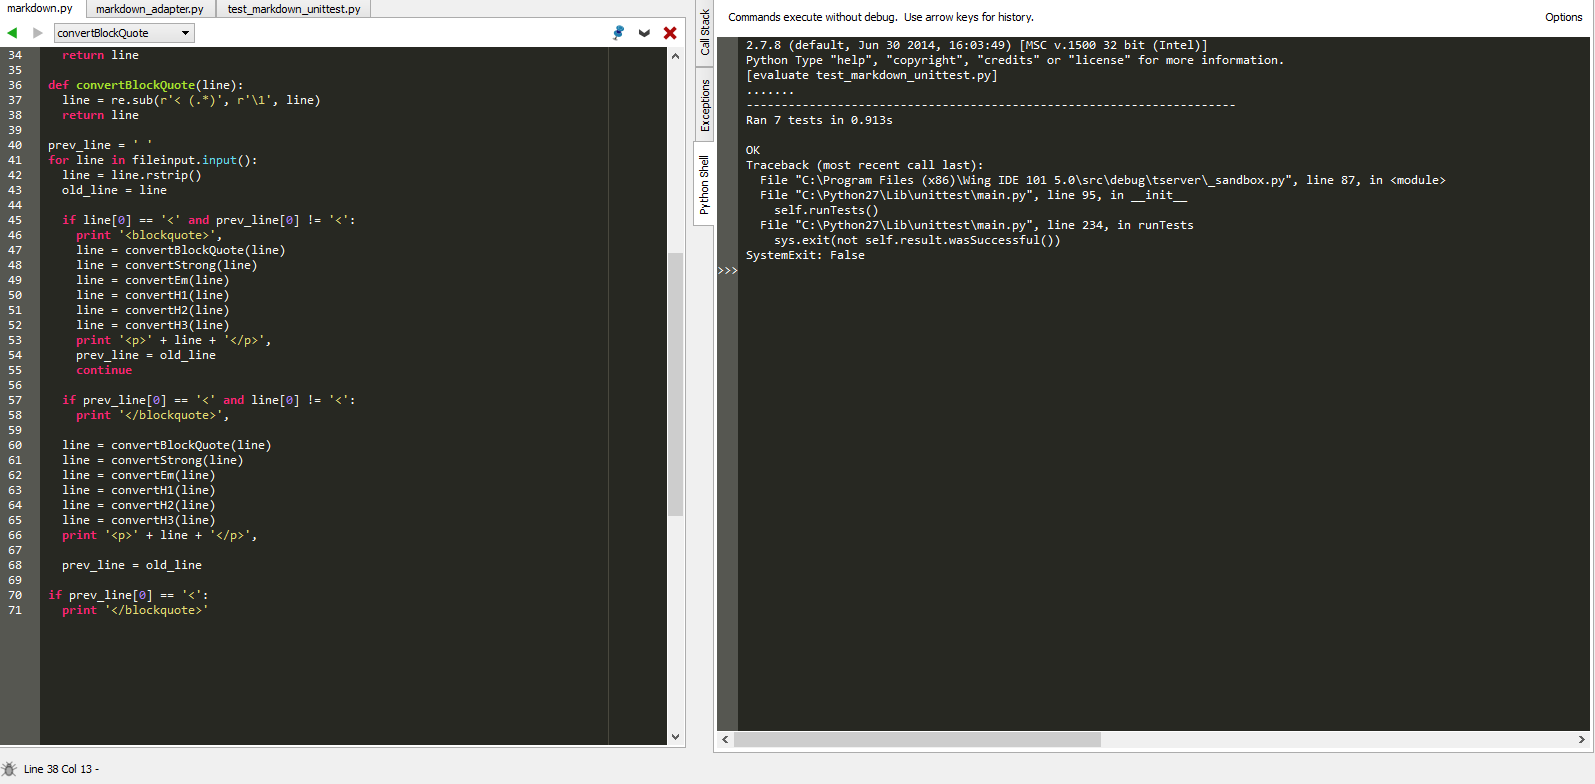 markdown.py markdown_adapter.py test_markdown_unittest.py
convertBlockQuote
34   return line
35
36 def convertBlockQuote(line):
37   line = re.sub(r'< (.*)', r'\1', line)
38   return line
39
40 prev_line = ' '
41 for line in fileinput.input():
42   line = line.rstrip()
43   old_line = line
44
45   if line[0] == '<' and prev_line[0] != '<':
46     print '<blockquote>',
47     line = convertBlockQuote(line)
48     line = convertStrong(line)
49     line = convertEm(line)
50     line = convertH1(line)
51     line = convertH2(line)
52     line = convertH3(line)
53     print '<p>' + line + '</p>',
54     prev_line = old_line
55     continue
56
57   if prev_line[0] == '<' and line[0] != '<':
58     print '</blockquote>',
59
60   line = convertBlockQuote(line)
61   line = convertStrong(line)
62   line = convertEm(line)
63   line = convertH1(line)
64   line = convertH2(line)
65   line = convertH3(line)
66   print '<p>' + line + '</p>',
67
68   prev_line = old_line
69
70 if prev_line[0] == '<':
71   print '</blockquote>'
Line 38 Col 13 -
Call Stack
Exceptions
Python Shell
Commands execute without debug. Use arrow keys for history.
Options
2.7.8 (default, Jun 30 2014, 16:03:49) [MSC v.1500 32 bit (Intel)]
Python Type "help", "copyright", "credits" or "license" for more information.
[evaluate test_markdown_unittest.py]
.......
----------------------------------------------------------------------
Ran 7 tests in 0.913s

OK
Traceback (most recent call last):
  File "C:\Program Files (x86)\Wing IDE 101 5.0\src\debug\tserver\_sandbox.py", line 87, in <module>
  File "C:\Python27\Lib\unittest\main.py", line 95, in __init__
    self.runTests()
  File "C:\Python27\Lib\unittest\main.py", line 234, in runTests
    sys.exit(not self.result.wasSuccessful())
SystemExit: False
>>>